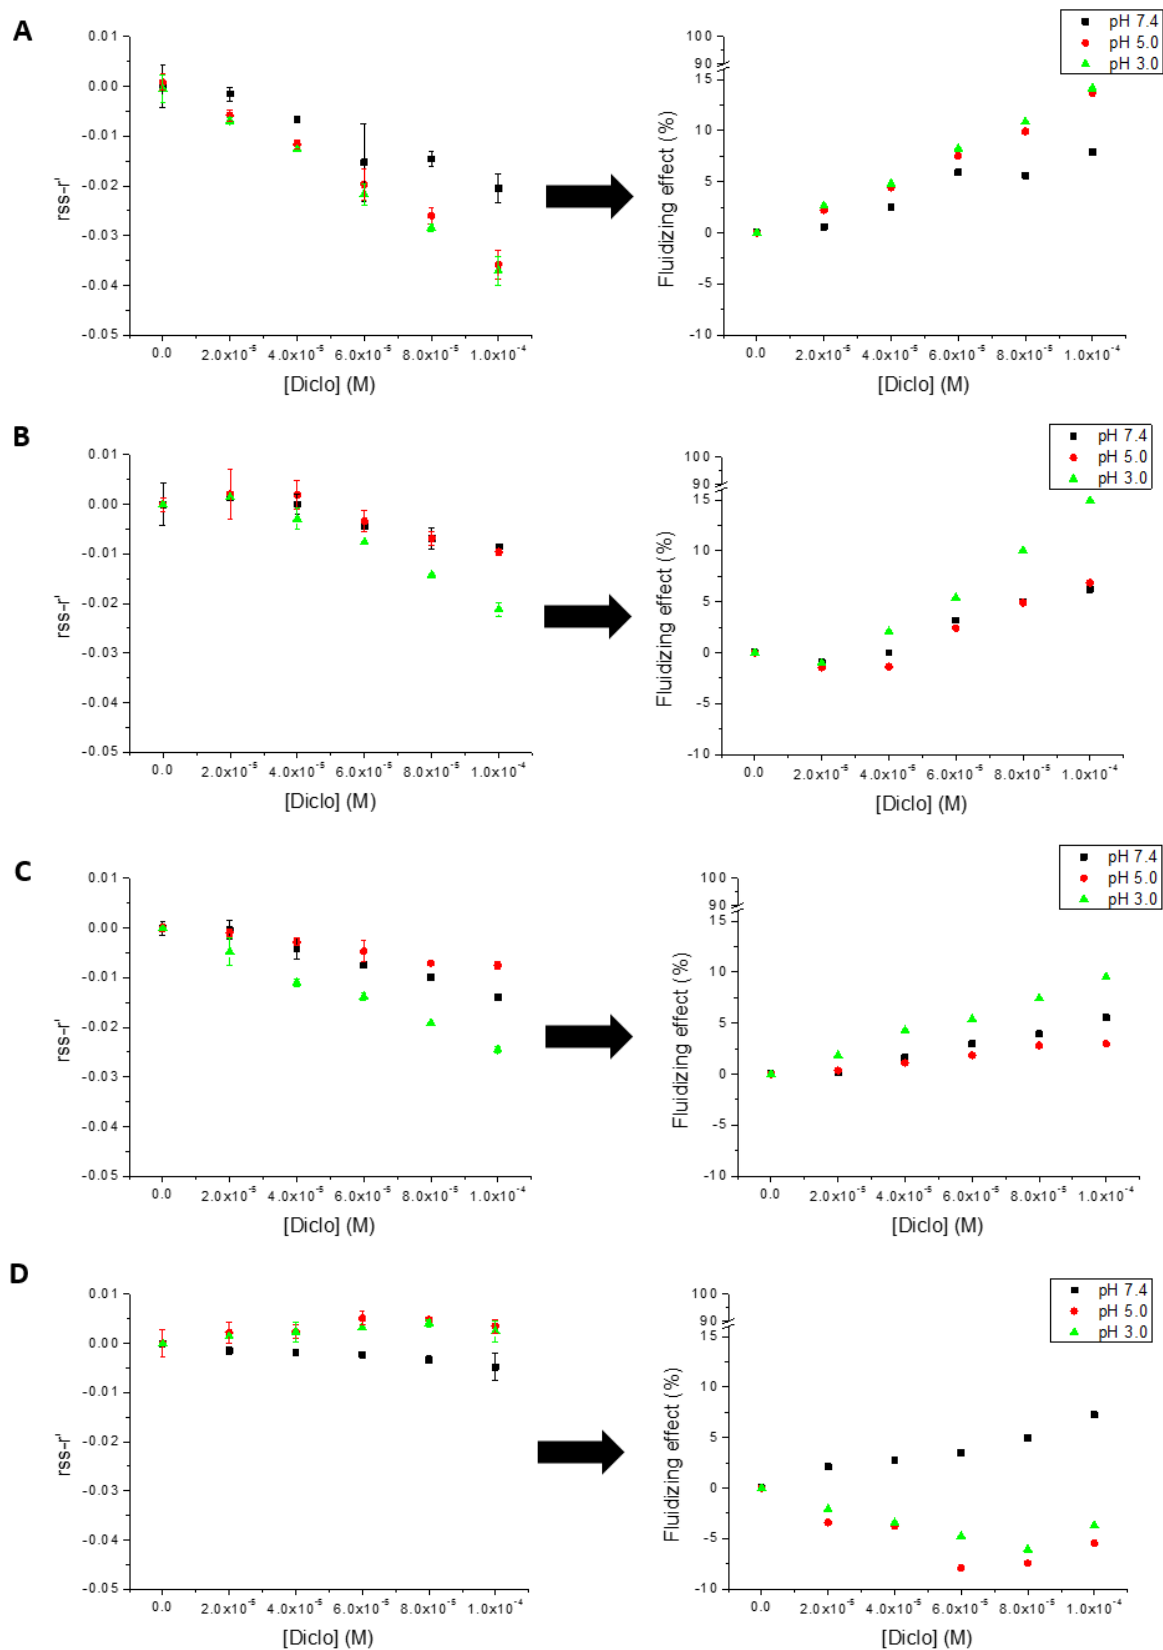 A
0.01
0.00
-0.01
-0.02
-0.03
-0.04
-0.05
rss-r'
0.0 2.0x10⁻⁵ 4.0x10⁻⁵ 6.0x10⁻⁵ 8.0x10⁻⁵ 1.0x10⁻⁴
[Diclo] (M)
pH 7.4
pH 5.0
pH 3.0
100
90
15
10
5
0
-5
-10
Fluidizing effect (%)
0.0 2.0x10⁻⁵ 4.0x10⁻⁵ 6.0x10⁻⁵ 8.0x10⁻⁵ 1.0x10⁻⁴
[Diclo] (M)
B
0.01
0.00
-0.01
-0.02
-0.03
-0.04
-0.05
rss-r'
0.0 2.0x10⁻⁵ 4.0x10⁻⁵ 6.0x10⁻⁵ 8.0x10⁻⁵ 1.0x10⁻⁴
[Diclo] (M)
pH 7.4
pH 5.0
pH 3.0
100
90
15
10
5
0
-5
-10
Fluidizing effect (%)
0.0 2.0x10⁻⁵ 4.0x10⁻⁵ 6.0x10⁻⁵ 8.0x10⁻⁵ 1.0x10⁻⁴
[Diclo] (M)
C
0.01
0.00
-0.01
-0.02
-0.03
-0.04
-0.05
rss-r'
0.0 2.0x10⁻⁵ 4.0x10⁻⁵ 6.0x10⁻⁵ 8.0x10⁻⁵ 1.0x10⁻⁴
[Diclo] (M)
pH 7.4
pH 5.0
pH 3.0
100
90
15
10
5
0
-5
-10
Fluidizing effect (%)
0.0 2.0x10⁻⁵ 4.0x10⁻⁵ 6.0x10⁻⁵ 8.0x10⁻⁵ 1.0x10⁻⁴
[Diclo] (M)
D
0.01
0.00
-0.01
-0.02
-0.03
-0.04
-0.05
rss-r'
0.0 2.0x10⁻⁵ 4.0x10⁻⁵ 6.0x10⁻⁵ 8.0x10⁻⁵ 1.0x10⁻⁴
[Diclo] (M)
pH 7.4
pH 5.0
pH 3.0
100
90
15
10
5
0
-5
-10
Fluidizing effect (%)
0.0 2.0x10⁻⁵ 4.0x10⁻⁵ 6.0x10⁻⁵ 8.0x10⁻⁵ 1.0x10⁻⁴
[Diclo] (M)